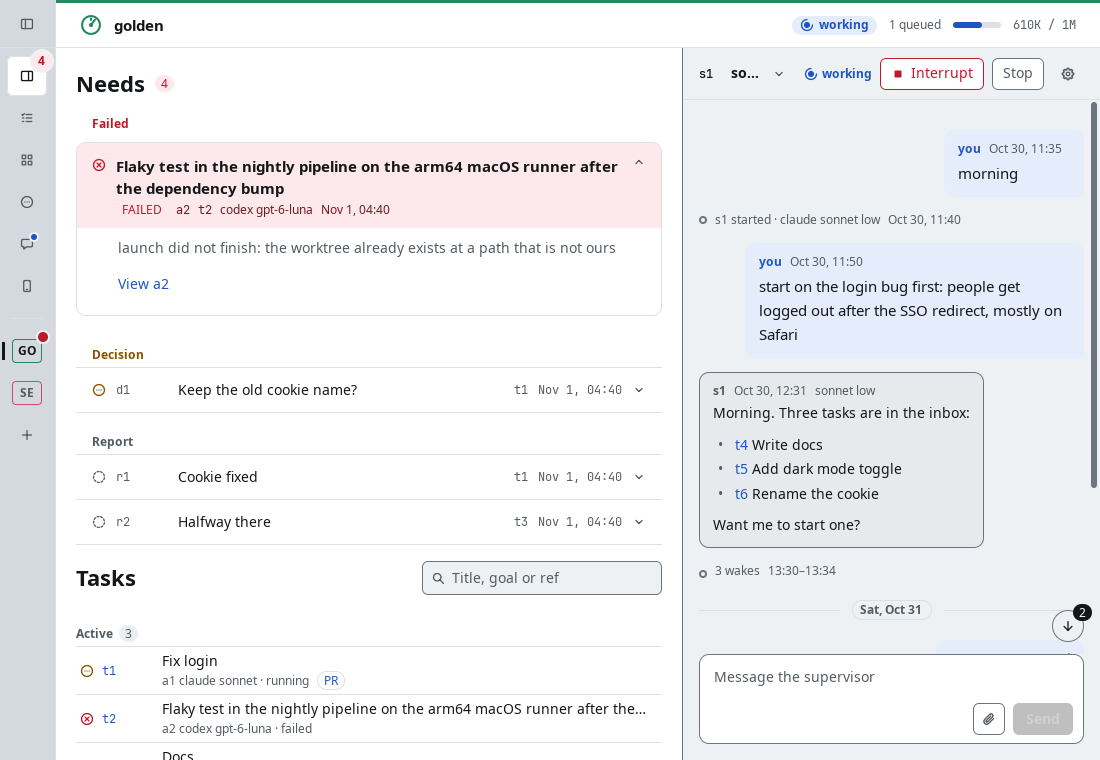 golden
working
1 queued
610K / 1M
4
GO
SE
Needs 4
Failed
Flaky test in the nightly pipeline on the arm64 macOS runner after
the dependency bump
FAILED a2 t2 codex gpt-6-luna Nov 1, 04:40
launch did not finish: the worktree already exists at a path that is not ours
View a2
Decision
d1 Keep the old cookie name? t1 Nov 1, 04:40
Report
r1 Cookie fixed t1 Nov 1, 04:40
r2 Halfway there t3 Nov 1, 04:40
Tasks
Title, goal or ref
Active 3
t1 Fix login
a1 claude sonnet · running PR
t2 Flaky test in the nightly pipeline on the arm64 macOS runner after the…
a2 codex gpt-6-luna · failed
Docs
s1 so… working Interrupt Stop
you Oct 30, 11:35
morning
s1 started · claude sonnet low Oct 30, 11:40
you Oct 30, 11:50
start on the login bug first: people get
logged out after the SSO redirect, mostly on
Safari
s1 Oct 30, 12:31 sonnet low
Morning. Three tasks are in the inbox:
• t4 Write docs
• t5 Add dark mode toggle
• t6 Rename the cookie
Want me to start one?
3 wakes 13:30–13:34
Sat, Oct 31
2
Message the supervisor
Send